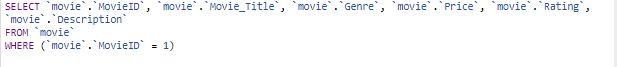 SELECT `movie`.`MovieID`, `movie`.`Movie_Title`, `movie`.`Genre`, `movie`.`Price`, `movie`.`Rating`,
`movie`.`Description`
FROM `movie`
WHERE (`movie`.`MovieID` = 1)